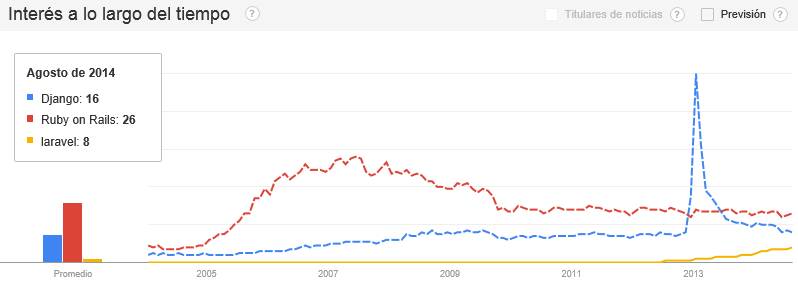 Interés a lo largo del tiempo ?
Titulares de noticias ? Previsión ?
Agosto de 2014
Django: 16
Ruby on Rails: 26
laravel: 8
Promedio 2005 2007 2009 2011 2013